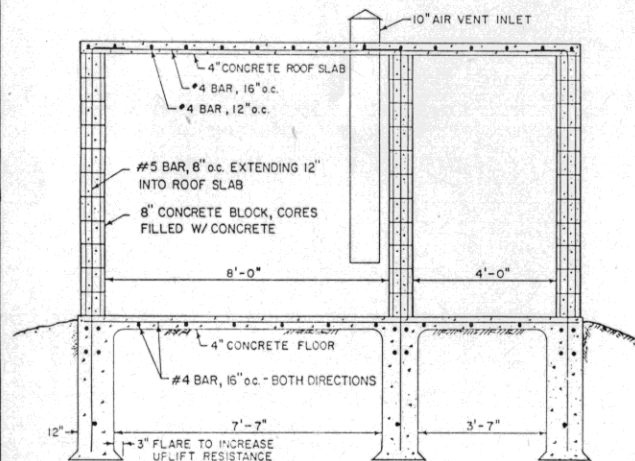 10" AIR VENT INLET
4" CONCRETE ROOF SLAB
#4 BAR, 16" o.c.
#4 BAR, 12" o.c.
#5 BAR, 8" o.c. EXTENDING 12"
INTO ROOF SLAB
8" CONCRETE BLOCK, CORES
FILLED W/ CONCRETE
8'-0"
4'-0"
4" CONCRETE FLOOR
#4 BAR, 16" o.c. - BOTH DIRECTIONS
12"
7'-7"
3'-7"
3" FLARE TO INCREASE
UPLIFT RESISTANCE